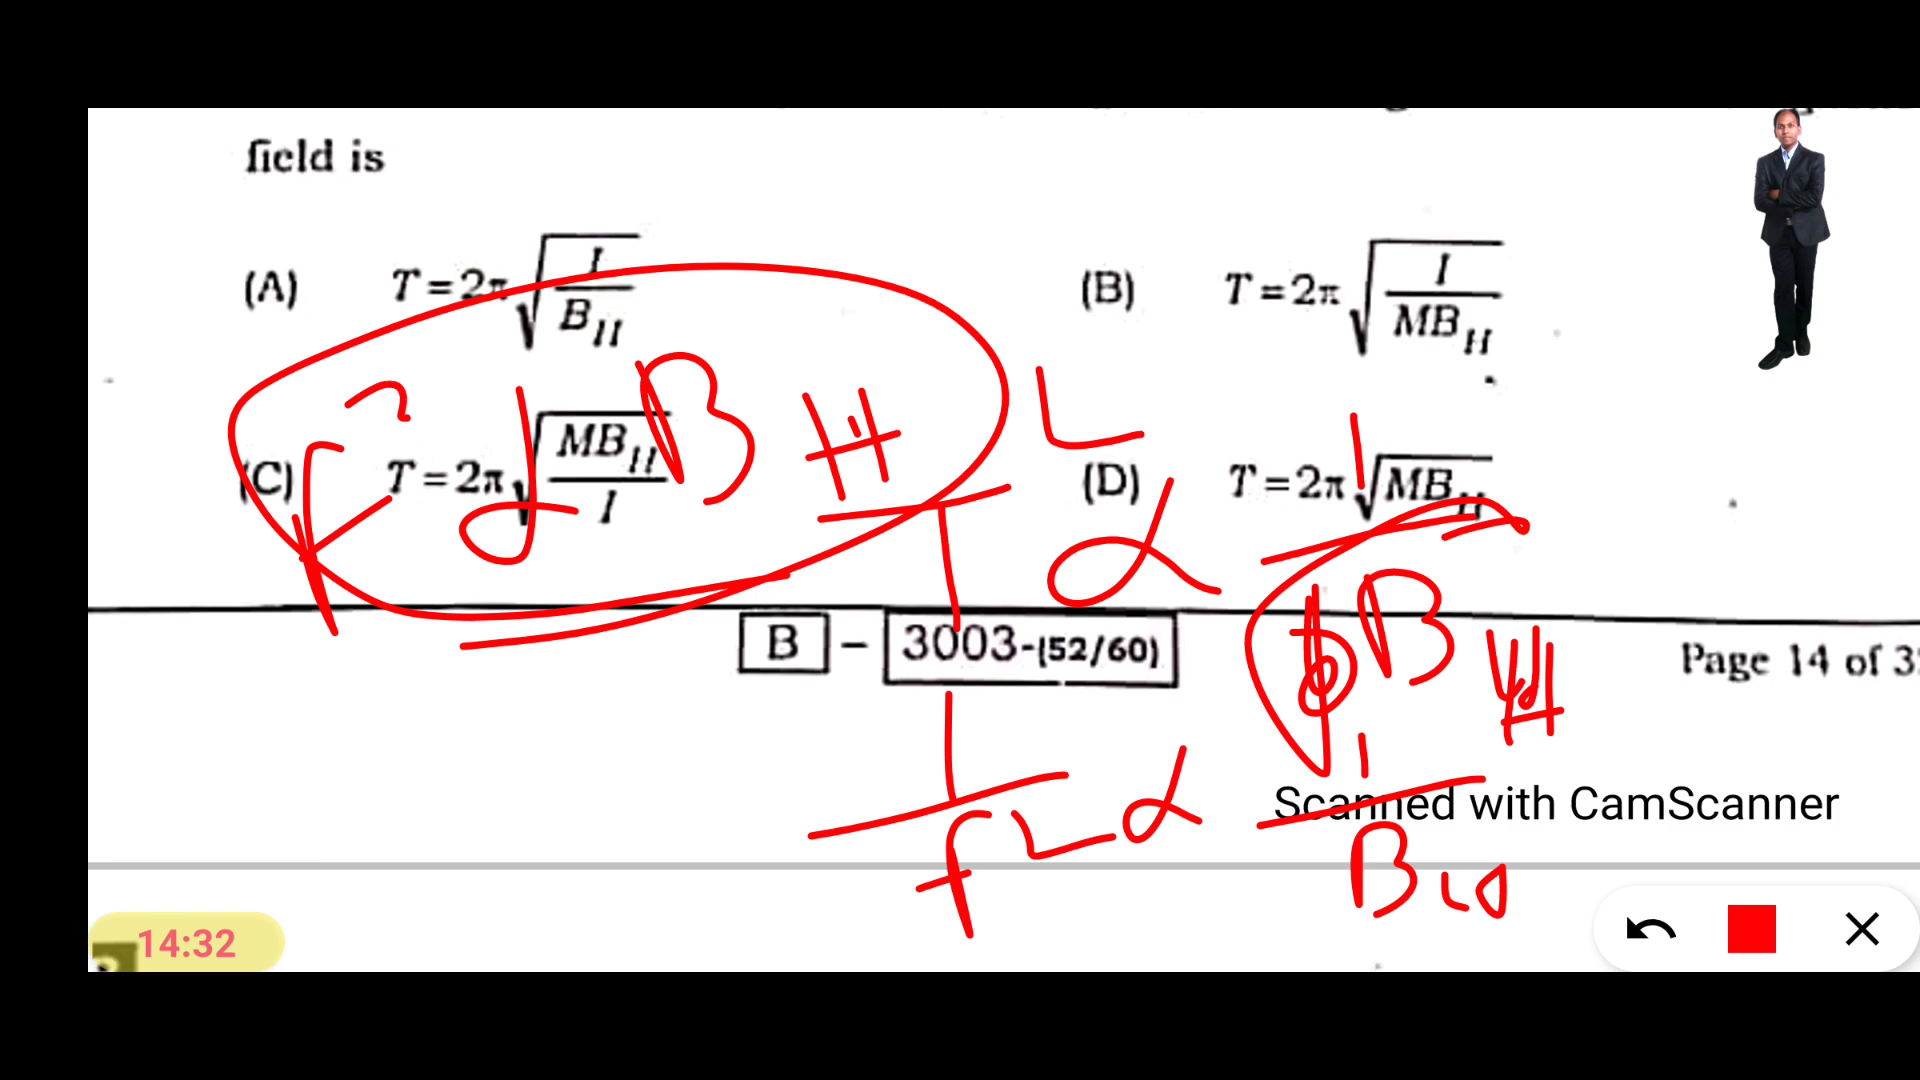 field is
(A) T = 2π √(I / B_H)
(B) T = 2π √(I / MB_H)
(C) T = 2π √(MB_H / I)
(D) T = 2π √(MB_H)
f² α B H
B – 3003-(52/60)
Page 14 of 3
Scanned with CamScanner
14:32